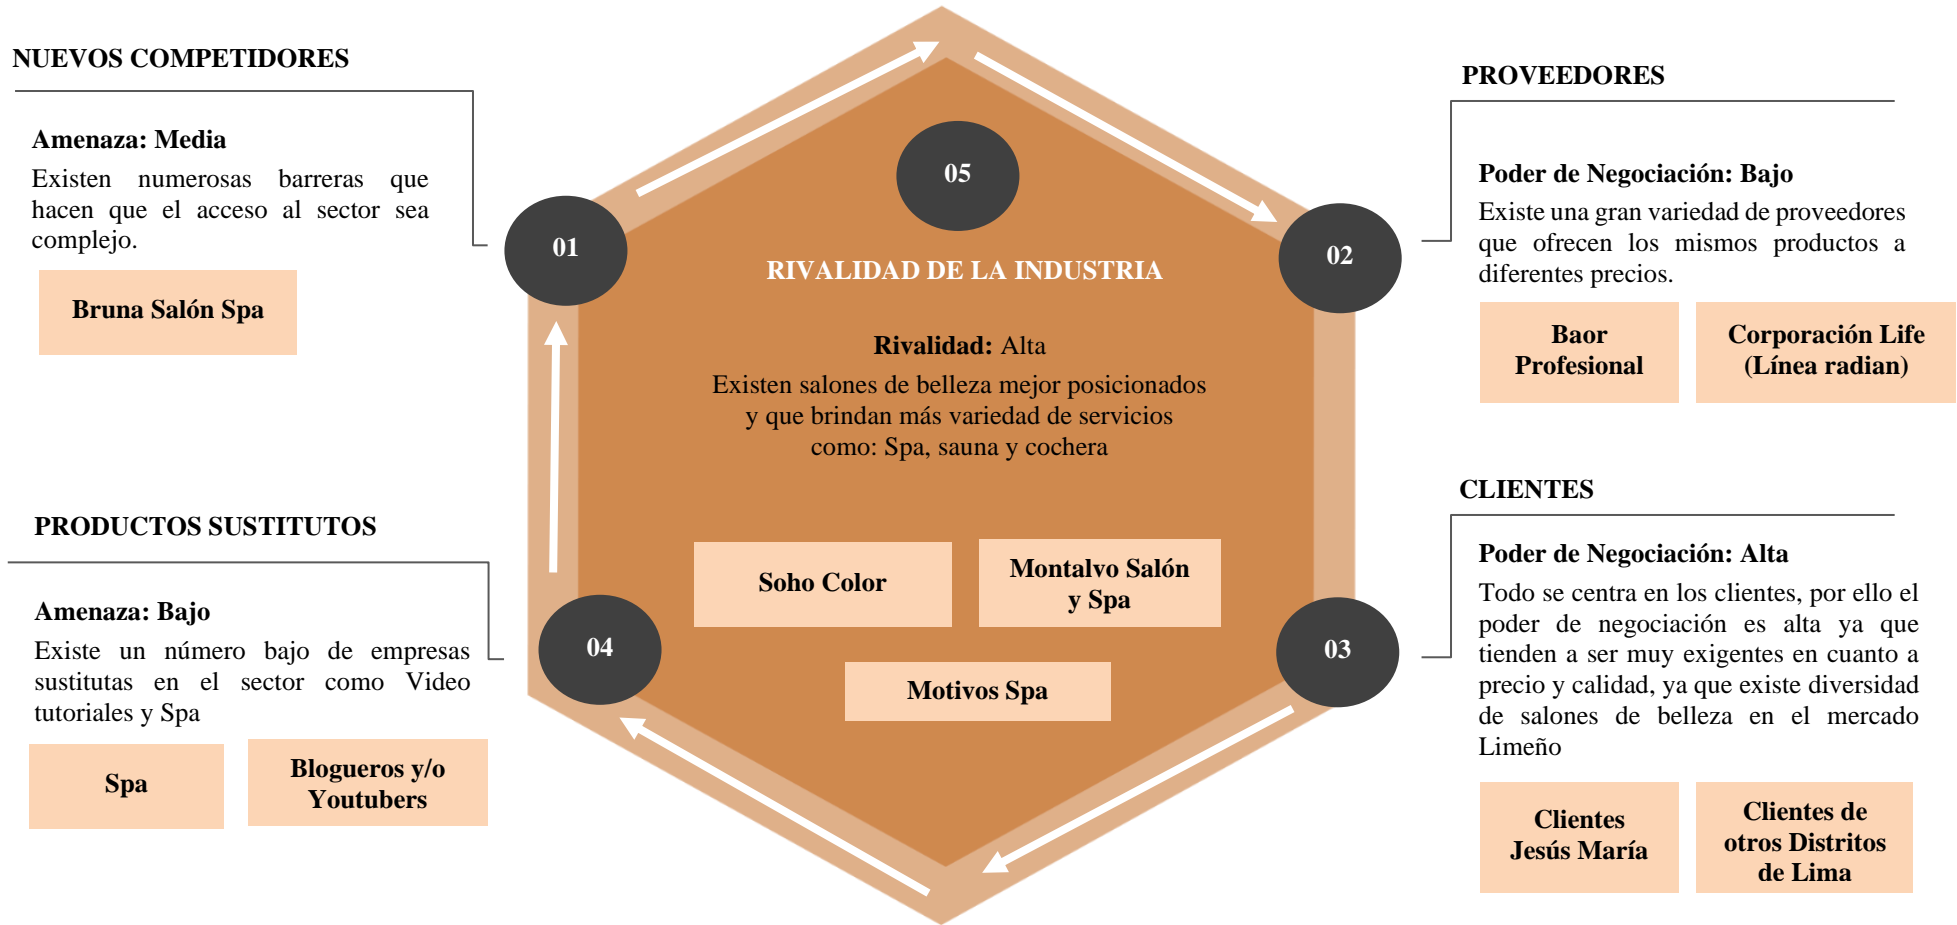 NUEVOS COMPETIDORES
Amenaza: Media
Existen numerosas barreras que
hacen que el acceso al sector sea
complejo.
Bruna Salón Spa
01
PROVEEDORES
Poder de Negociación: Bajo
Existe una gran variedad de proveedores
que ofrecen los mismos productos a
diferentes precios.
Baor
Profesional
Corporación Life
(Línea radian)
02
05
RIVALIDAD DE LA INDUSTRIA
Rivalidad: Alta
Existen salones de belleza mejor posicionados
y que brindan más variedad de servicios
como: Spa, sauna y cochera
Soho Color
Montalvo Salón
y Spa
Motivos Spa
PRODUCTOS SUSTITUTOS
Amenaza: Bajo
Existe un número bajo de empresas
sustitutas en el sector como Video
tutoriales y Spa
Spa
Blogueros y/o
Youtubers
04
CLIENTES
Poder de Negociación: Alta
Todo se centra en los clientes, por ello el
poder de negociación es alta ya que
tienden a ser muy exigentes en cuanto a
precio y calidad, ya que existe diversidad
de salones de belleza en el mercado
Limeño
Clientes
Jesús María
Clientes de
otros Distritos
de Lima
03